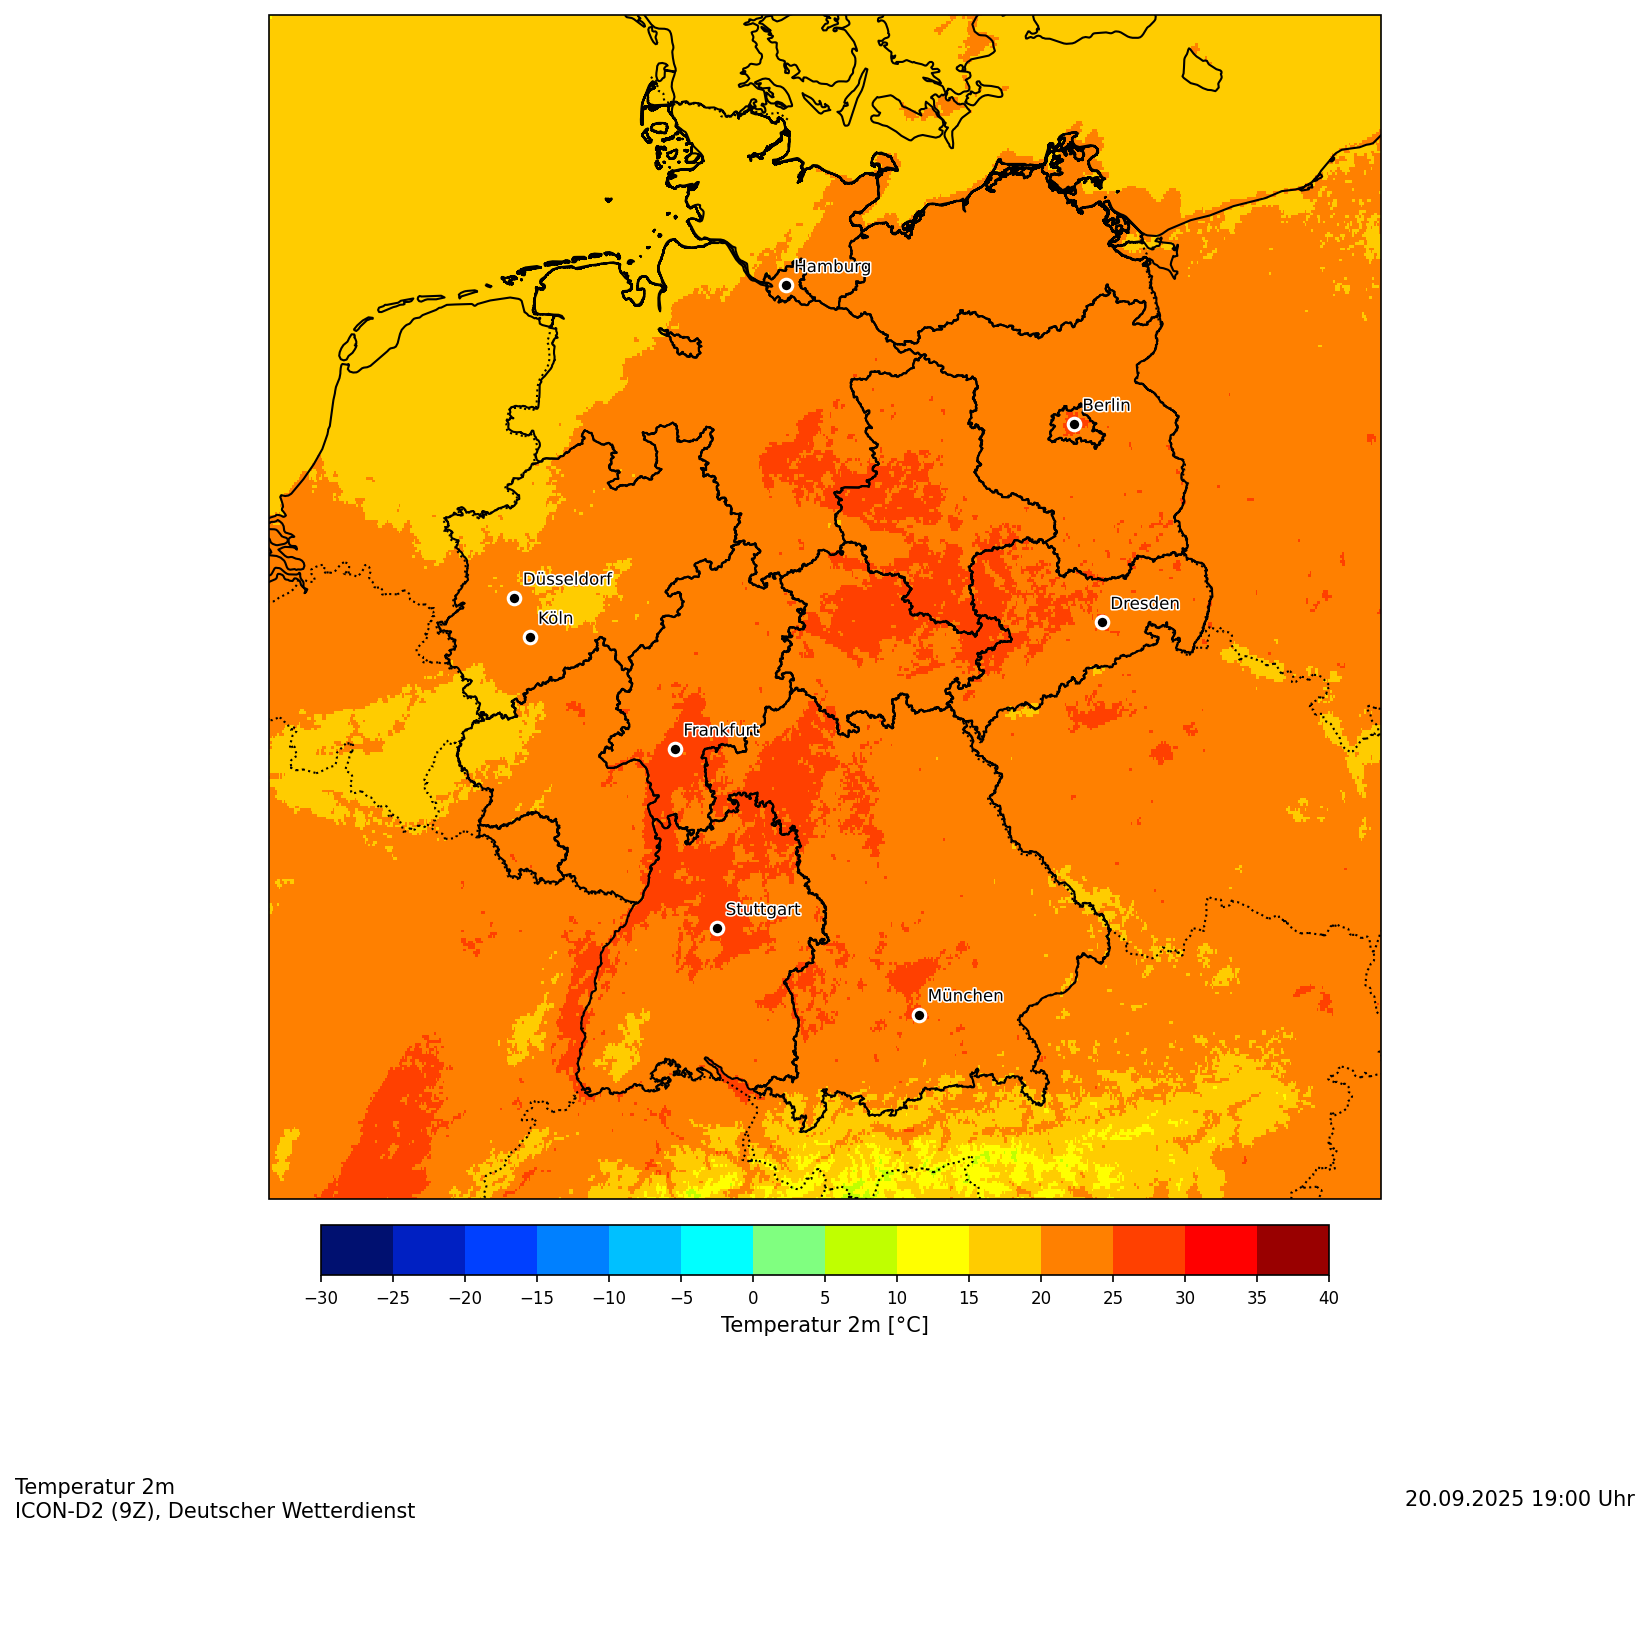 Hamburg
Berlin
Düsseldorf
Köln
Dresden
Frankfurt
Stuttgart
München
−30 −25 −20 −15 −10 −5 0 5 10 15 20 25 30 35 40
Temperatur 2m [°C]
Temperatur 2m
ICON-D2 (9Z), Deutscher Wetterdienst
20.09.2025 19:00 Uhr